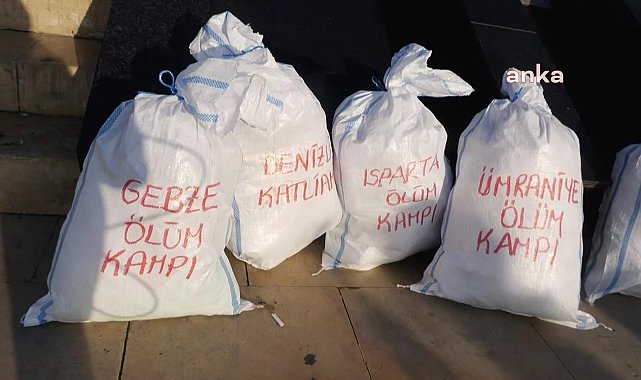 anka
GEBZE
ÖLÜM
KAMPI
DENİZLİ
KATLİAM
ISPARTA
ÖLÜM
KAMPI
ÜMRANİYE
ÖLÜM
KAMPI